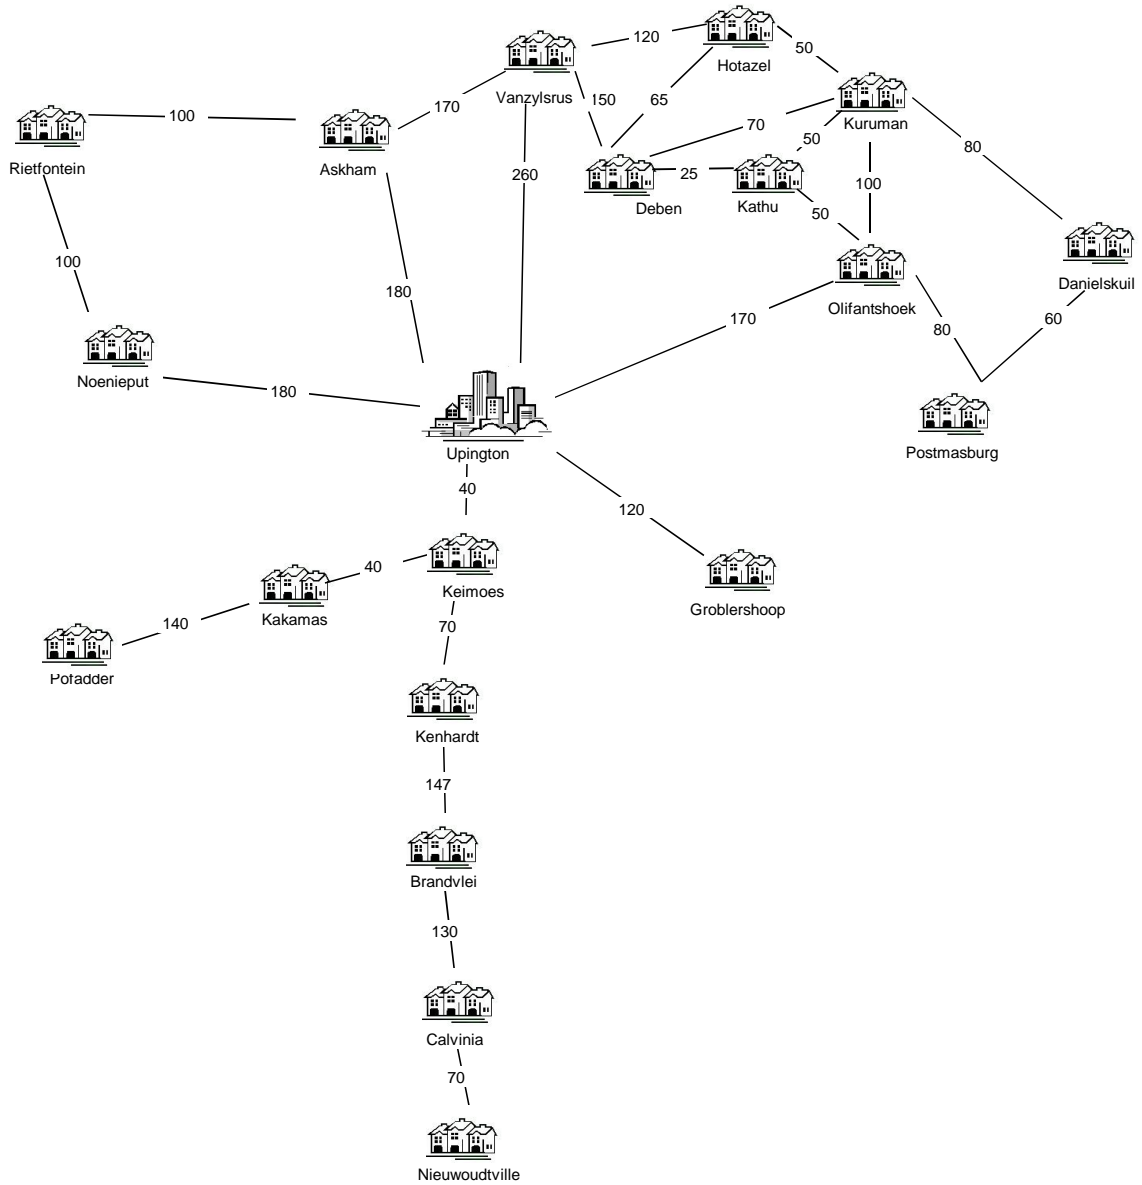 120
Hotazel
50
Vanzylsrus
170
150
65
100
Rietfontein
Askham
260
70
Kuruman
50
80
25
Deben
Kathu
100
50
100
180
Danielskuil
Olifantshoek
170
80
60
Noenieput
180
Upington
Postmasburg
40
120
40
Keimoes
Groblershoop
Kakamas
140
70
Pofadder
Kenhardt
147
Brandvlei
130
Calvinia
70
Nieuwoudtville